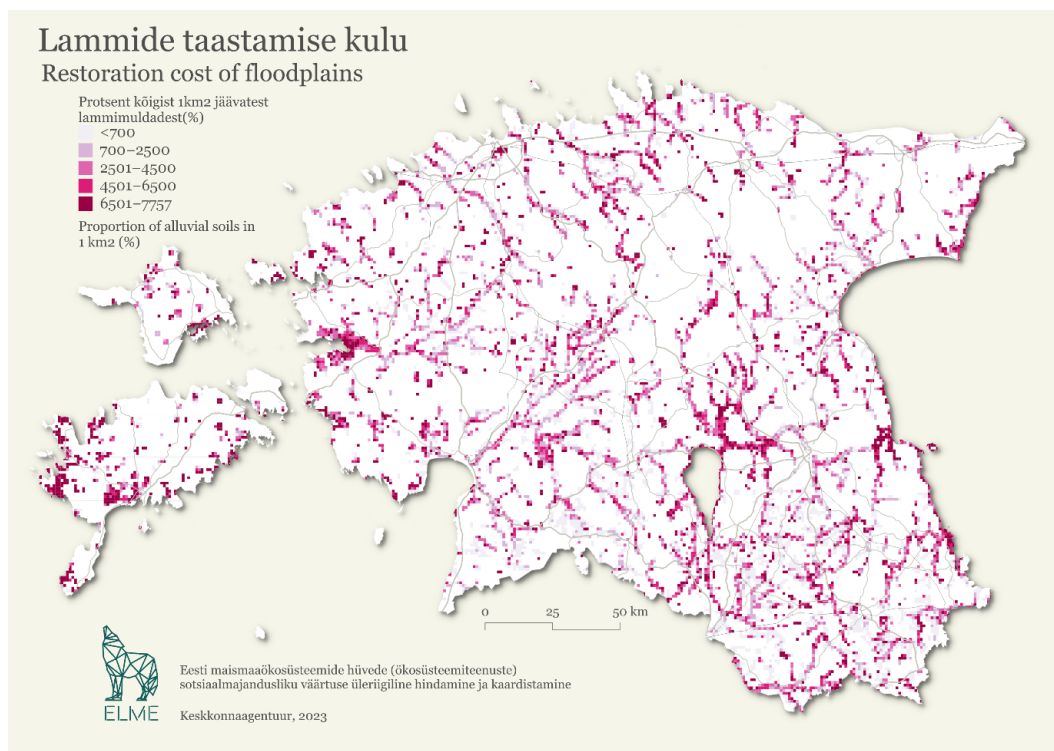 Lammide taastamise kulu
Restoration cost of floodplains
Protsent kõigist 1km2 jäävatest
lammimuldadest(%)
<700
700–2500
2501–4500
4501–6500
6501–7757
Proportion of alluvial soils in
1 km2 (%)
0 25 50 km
Eesti maismaaökosüsteemide hüvede (ökosüsteemiteenuste)
sotsiaalmajandusliku väärtuse üleriigiline hindamine ja kaardistamine
ELME
Keskkonnaagentuur, 2023